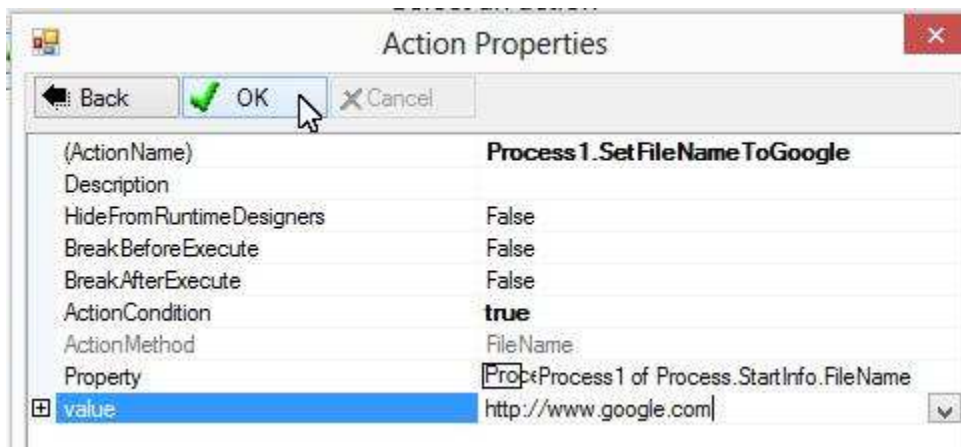 Action Properties
Back OK Cancel
(ActionName) Process1.SetFileNameToGoogle
Description
HideFromRuntimeDesigners False
BreakBeforeExecute False
BreakAfterExecute False
ActionCondition true
ActionMethod FileName
Property Process1 of Process.StartInfo.FileName
value http://www.google.com